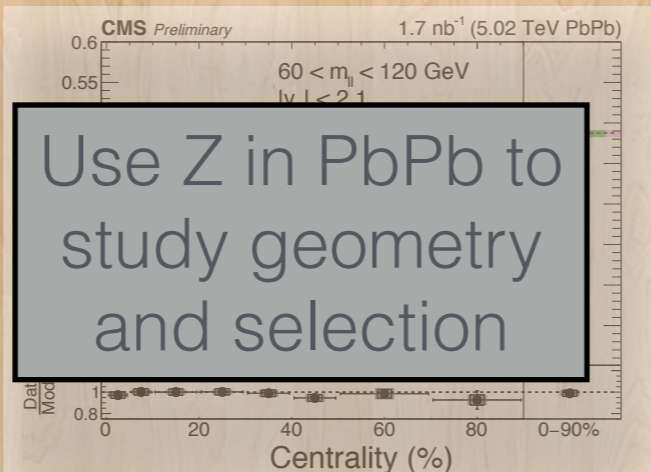 CMS Preliminary 1.7 nb-1 (5.02 TeV PbPb)
0.6
60 < m_ll < 120 GeV
0.55
Use Z in PbPb to
study geometry
and selection
1
0.8
0 20 40 60 80 0-90%
Centrality (%)